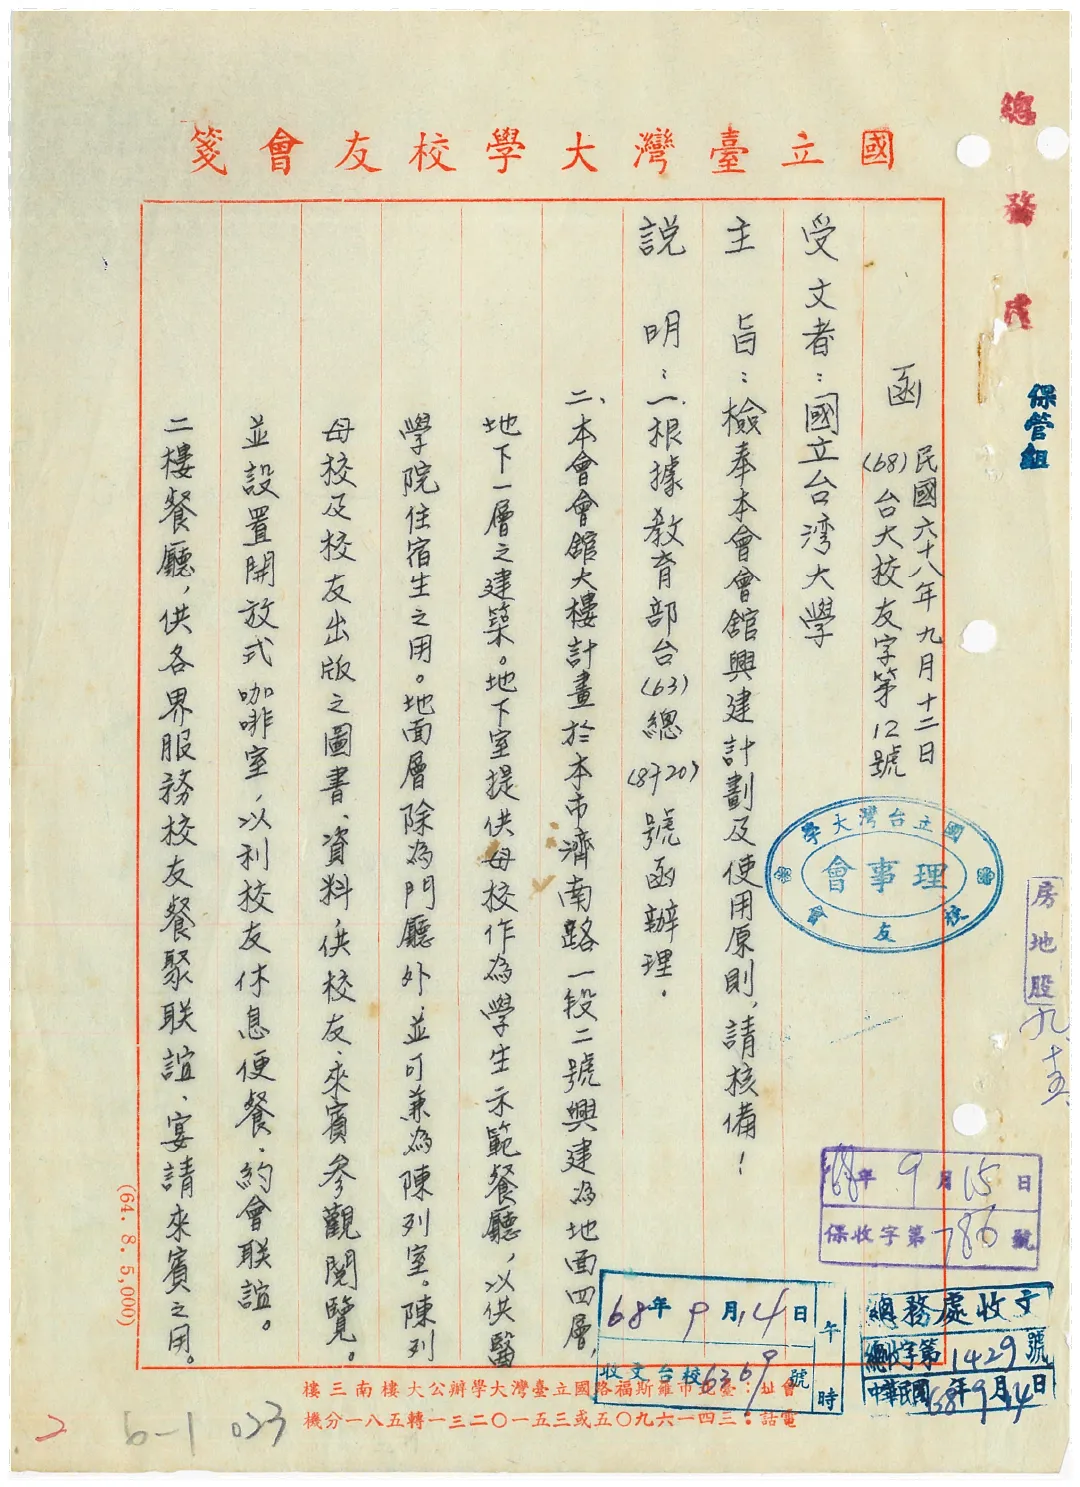 國立臺灣大學校友會箋
函
民國六十八年九月十二日
(68)台大校友字第12號
受文者：國立台灣大學
主旨：檢奉本會會舘興建計劃及使用原則，請核備！
說明：一、根據教育部台(63)總(8720)號函辦理。
二、本會會舘大樓計畫於本市濟南路一段二號興建為地面四層，
地下一層之建築。地下室提供母校作為學生示範餐廳，以供醫
學院住宿生之用。地面層除為門廳外，並可兼為陳列室。陳列
母校及校友出版之圖書、資料，供校友、來賓參觀閱覽。
並設置開放式咖啡室，以利校友休息便餐、約會联誼。
二樓餐廳，供各界服務校友餐聚联誼、宴請來賓之用。
(64. 8. 5,000)
會址：臺北市羅斯福路國立臺灣大學辦公大樓南三樓
電話：三四一六九〇五或三五一〇二三一轉五八一分機
總務處
保管組
國立台灣大學校友會
理事會
房地股
九、十五、
68年9月15日
保收字第786號
68年9月14日 午 時
收文台校6369號
總務處收文
總收字第1429號
中華民國68年9月14日
2 6-1 023